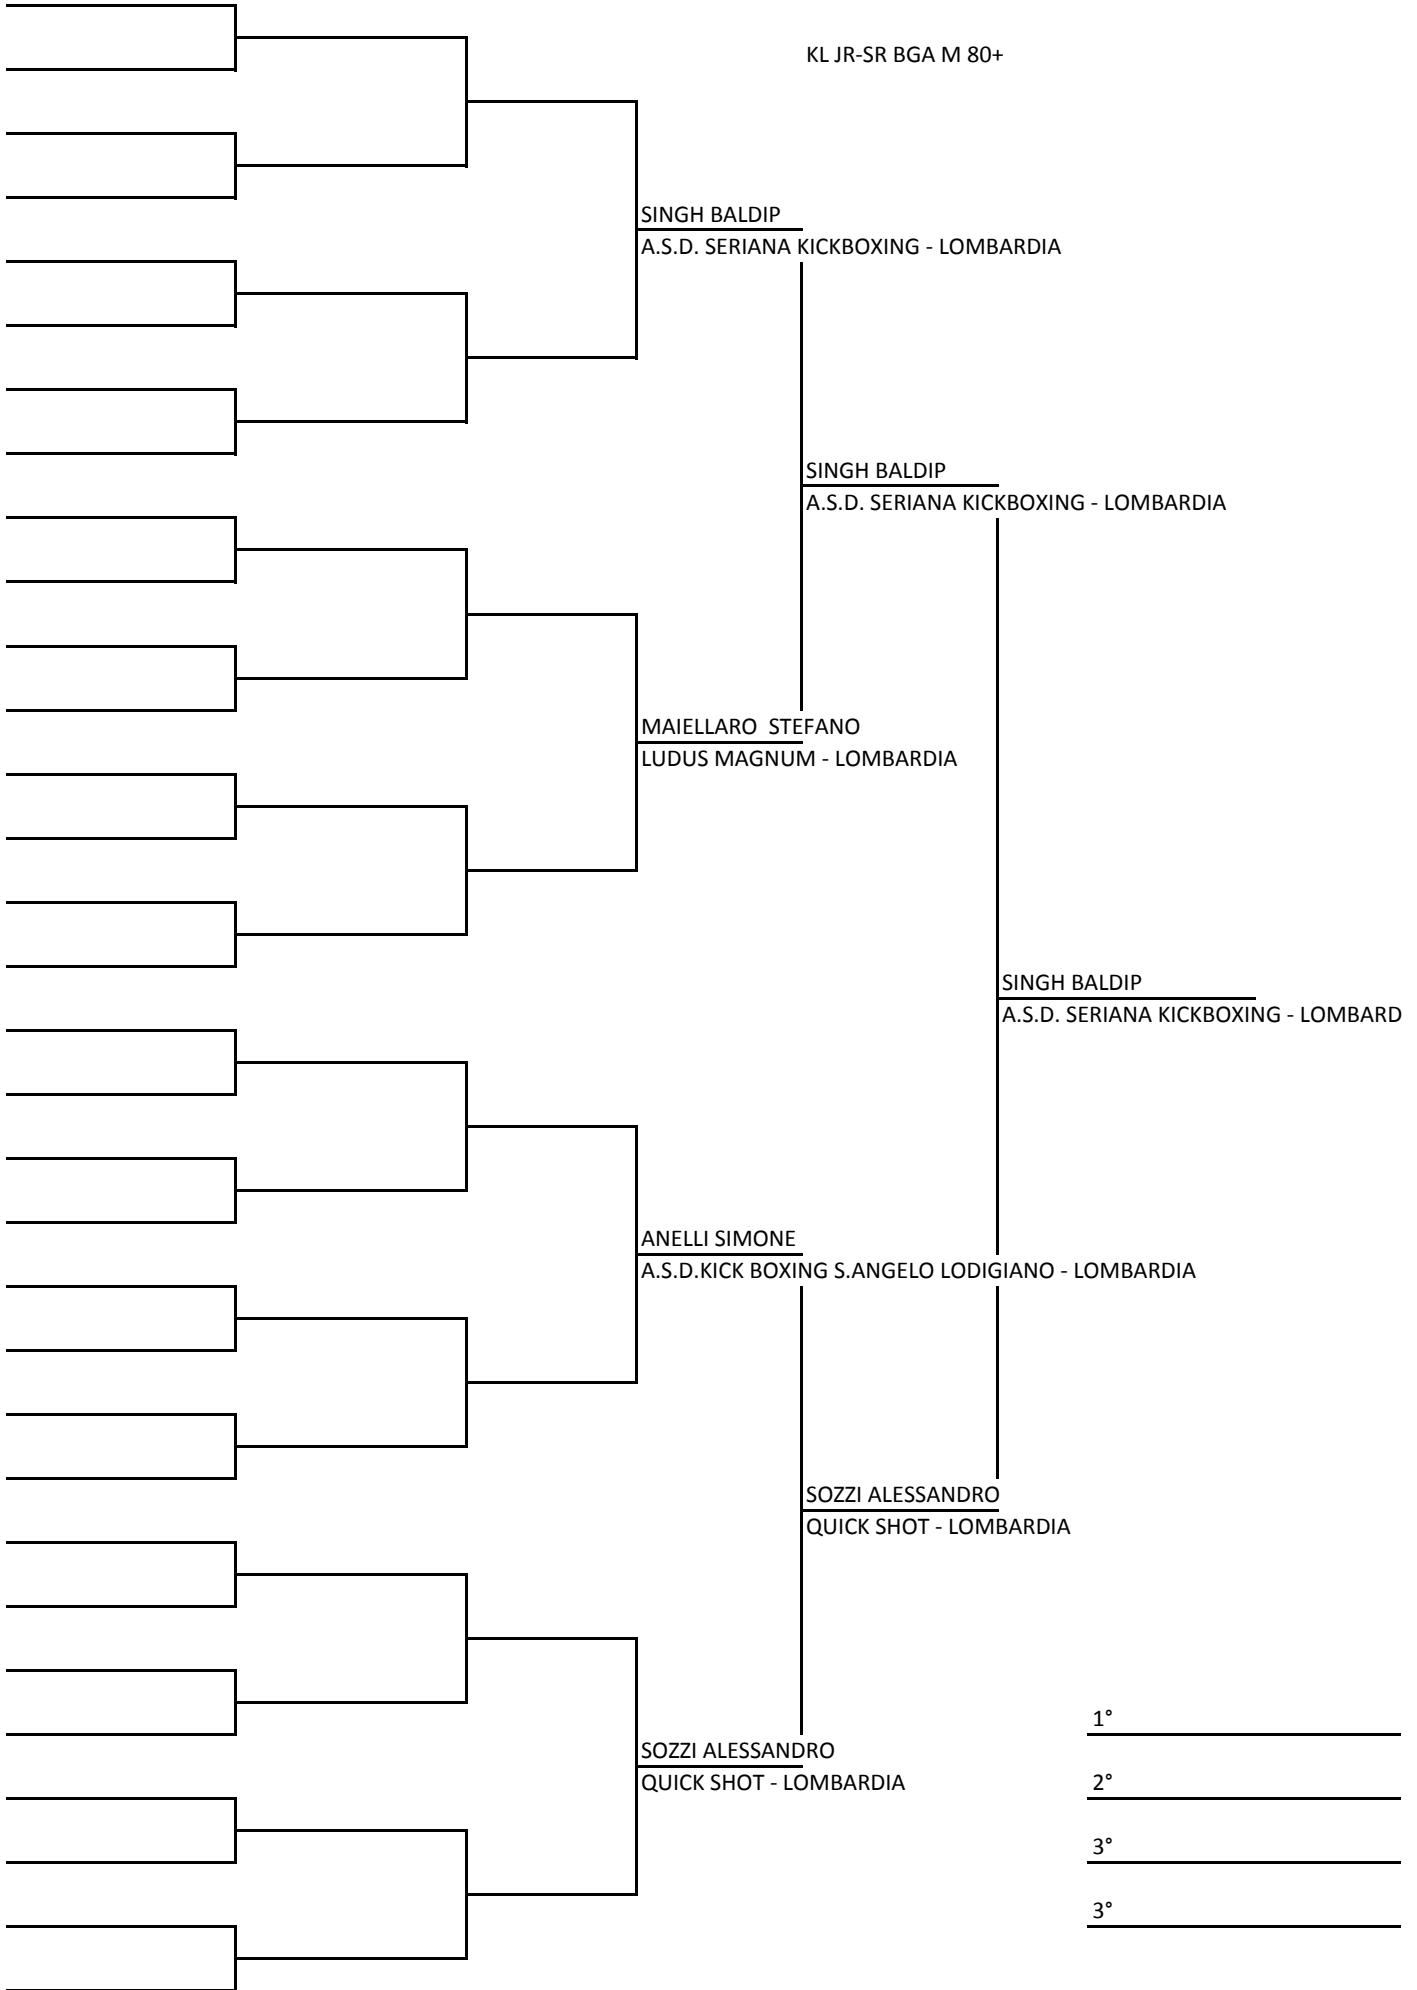 KL JR-SR BGA M 80+
SINGH BALDIP
A.S.D. SERIANA KICKBOXING - LOMBARDIA
SINGH BALDIP
A.S.D. SERIANA KICKBOXING - LOMBARDIA
MAIELLARO  STEFANO
LUDUS MAGNUM - LOMBARDIA
SINGH BALDIP
A.S.D. SERIANA KICKBOXING - LOMBARD
ANELLI SIMONE
A.S.D.KICK BOXING S.ANGELO LODIGIANO - LOMBARDIA
SOZZI ALESSANDRO
QUICK SHOT - LOMBARDIA
1°
SOZZI ALESSANDRO
QUICK SHOT - LOMBARDIA
2°
3°
3°